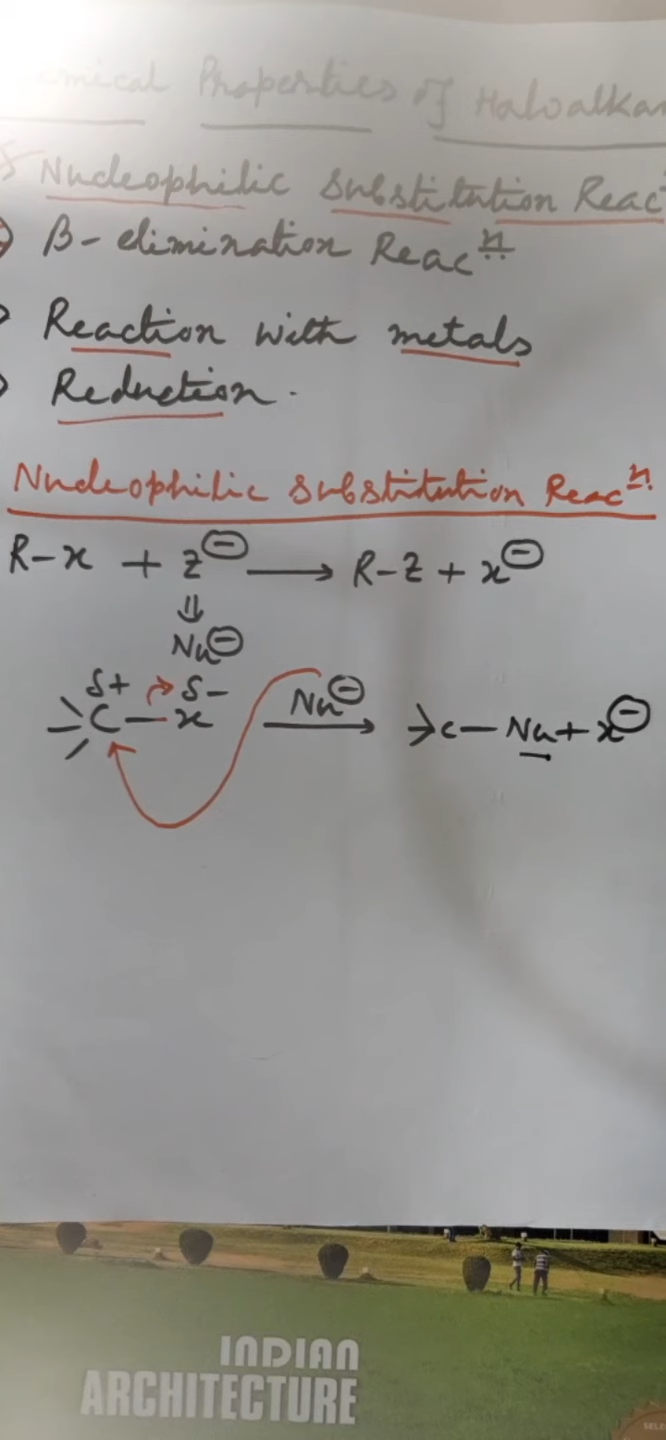 Properties of Haloalka
Nucleophilic Substitution Reac
β-elimination Reacⁿ
Reaction with metals
Reduction.
Nucleophilic Substitution Reacⁿ
R-x + z⊖ ⟶ R-Z + x⊖
⇓
Nu⊖
δ+ δ- Nu⊖
C-x ⟶ C-Nu + x⊖
INDIAN
ARCHITECTURE